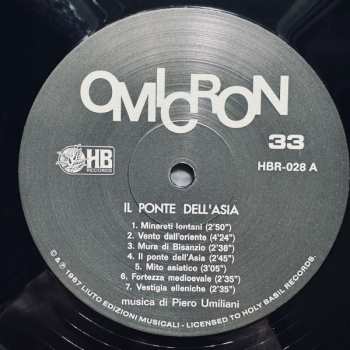 OMICRON
33
HB
RECORDS
HBR-028 A
IL PONTE DELL'ASIA
1. Minareti lontani (2'50")
2. Vento dall'oriente (4'24")
3. Mura di Bisanzio (2'38")
4. Il ponte dell'Asia (2'45")
5. Mito asiatico (3'05")
6. Fortezza medioevale (2'35")
7. Vestigia elleniche (2'35")
musica di Piero Umiliani
© & ℗ 1967 LIUTO EDIZIONI MUSICALI - LICENSED TO HOLY BASIL RECORDS.